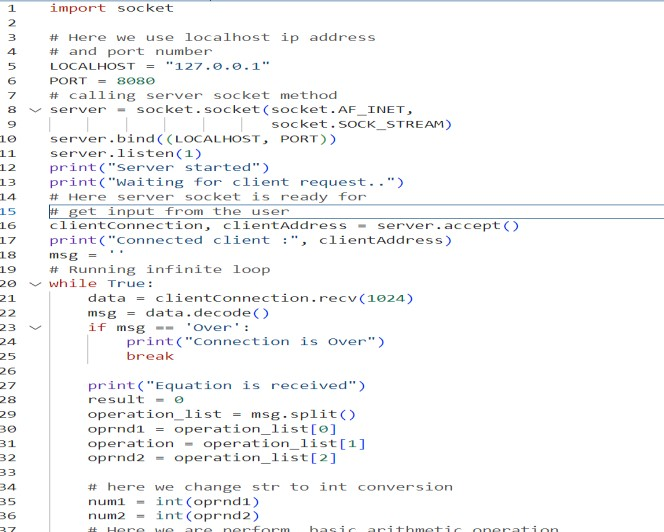 1 import socket
2
3 # Here we use localhost ip address
4 # and port number
5 LOCALHOST = "127.0.0.1"
6 PORT = 8080
7 # calling server socket method
8 server = socket.socket(socket.AF_INET,
9 socket.SOCK_STREAM)
10 server.bind((LOCALHOST, PORT))
11 server.listen(1)
12 print("Server started")
13 print("Waiting for client request..")
14 # Here server socket is ready for
15 # get input from the user
16 clientConnection, clientAddress = server.accept()
17 print("Connected client :", clientAddress)
18 msg = ''
19 # Running infinite loop
20 while True:
21 data = clientConnection.recv(1024)
22 msg = data.decode()
23 if msg == 'Over':
24 print("Connection is Over")
25 break
26
27 print("Equation is received")
28 result = 0
29 operation_list = msg.split()
30 oprnd1 = operation_list[0]
31 operation = operation_list[1]
32 oprnd2 = operation_list[2]
33
34 # here we change str to int conversion
35 num1 = int(oprnd1)
36 num2 = int(oprnd2)
37 # Here we are perform basic arithmetic operation